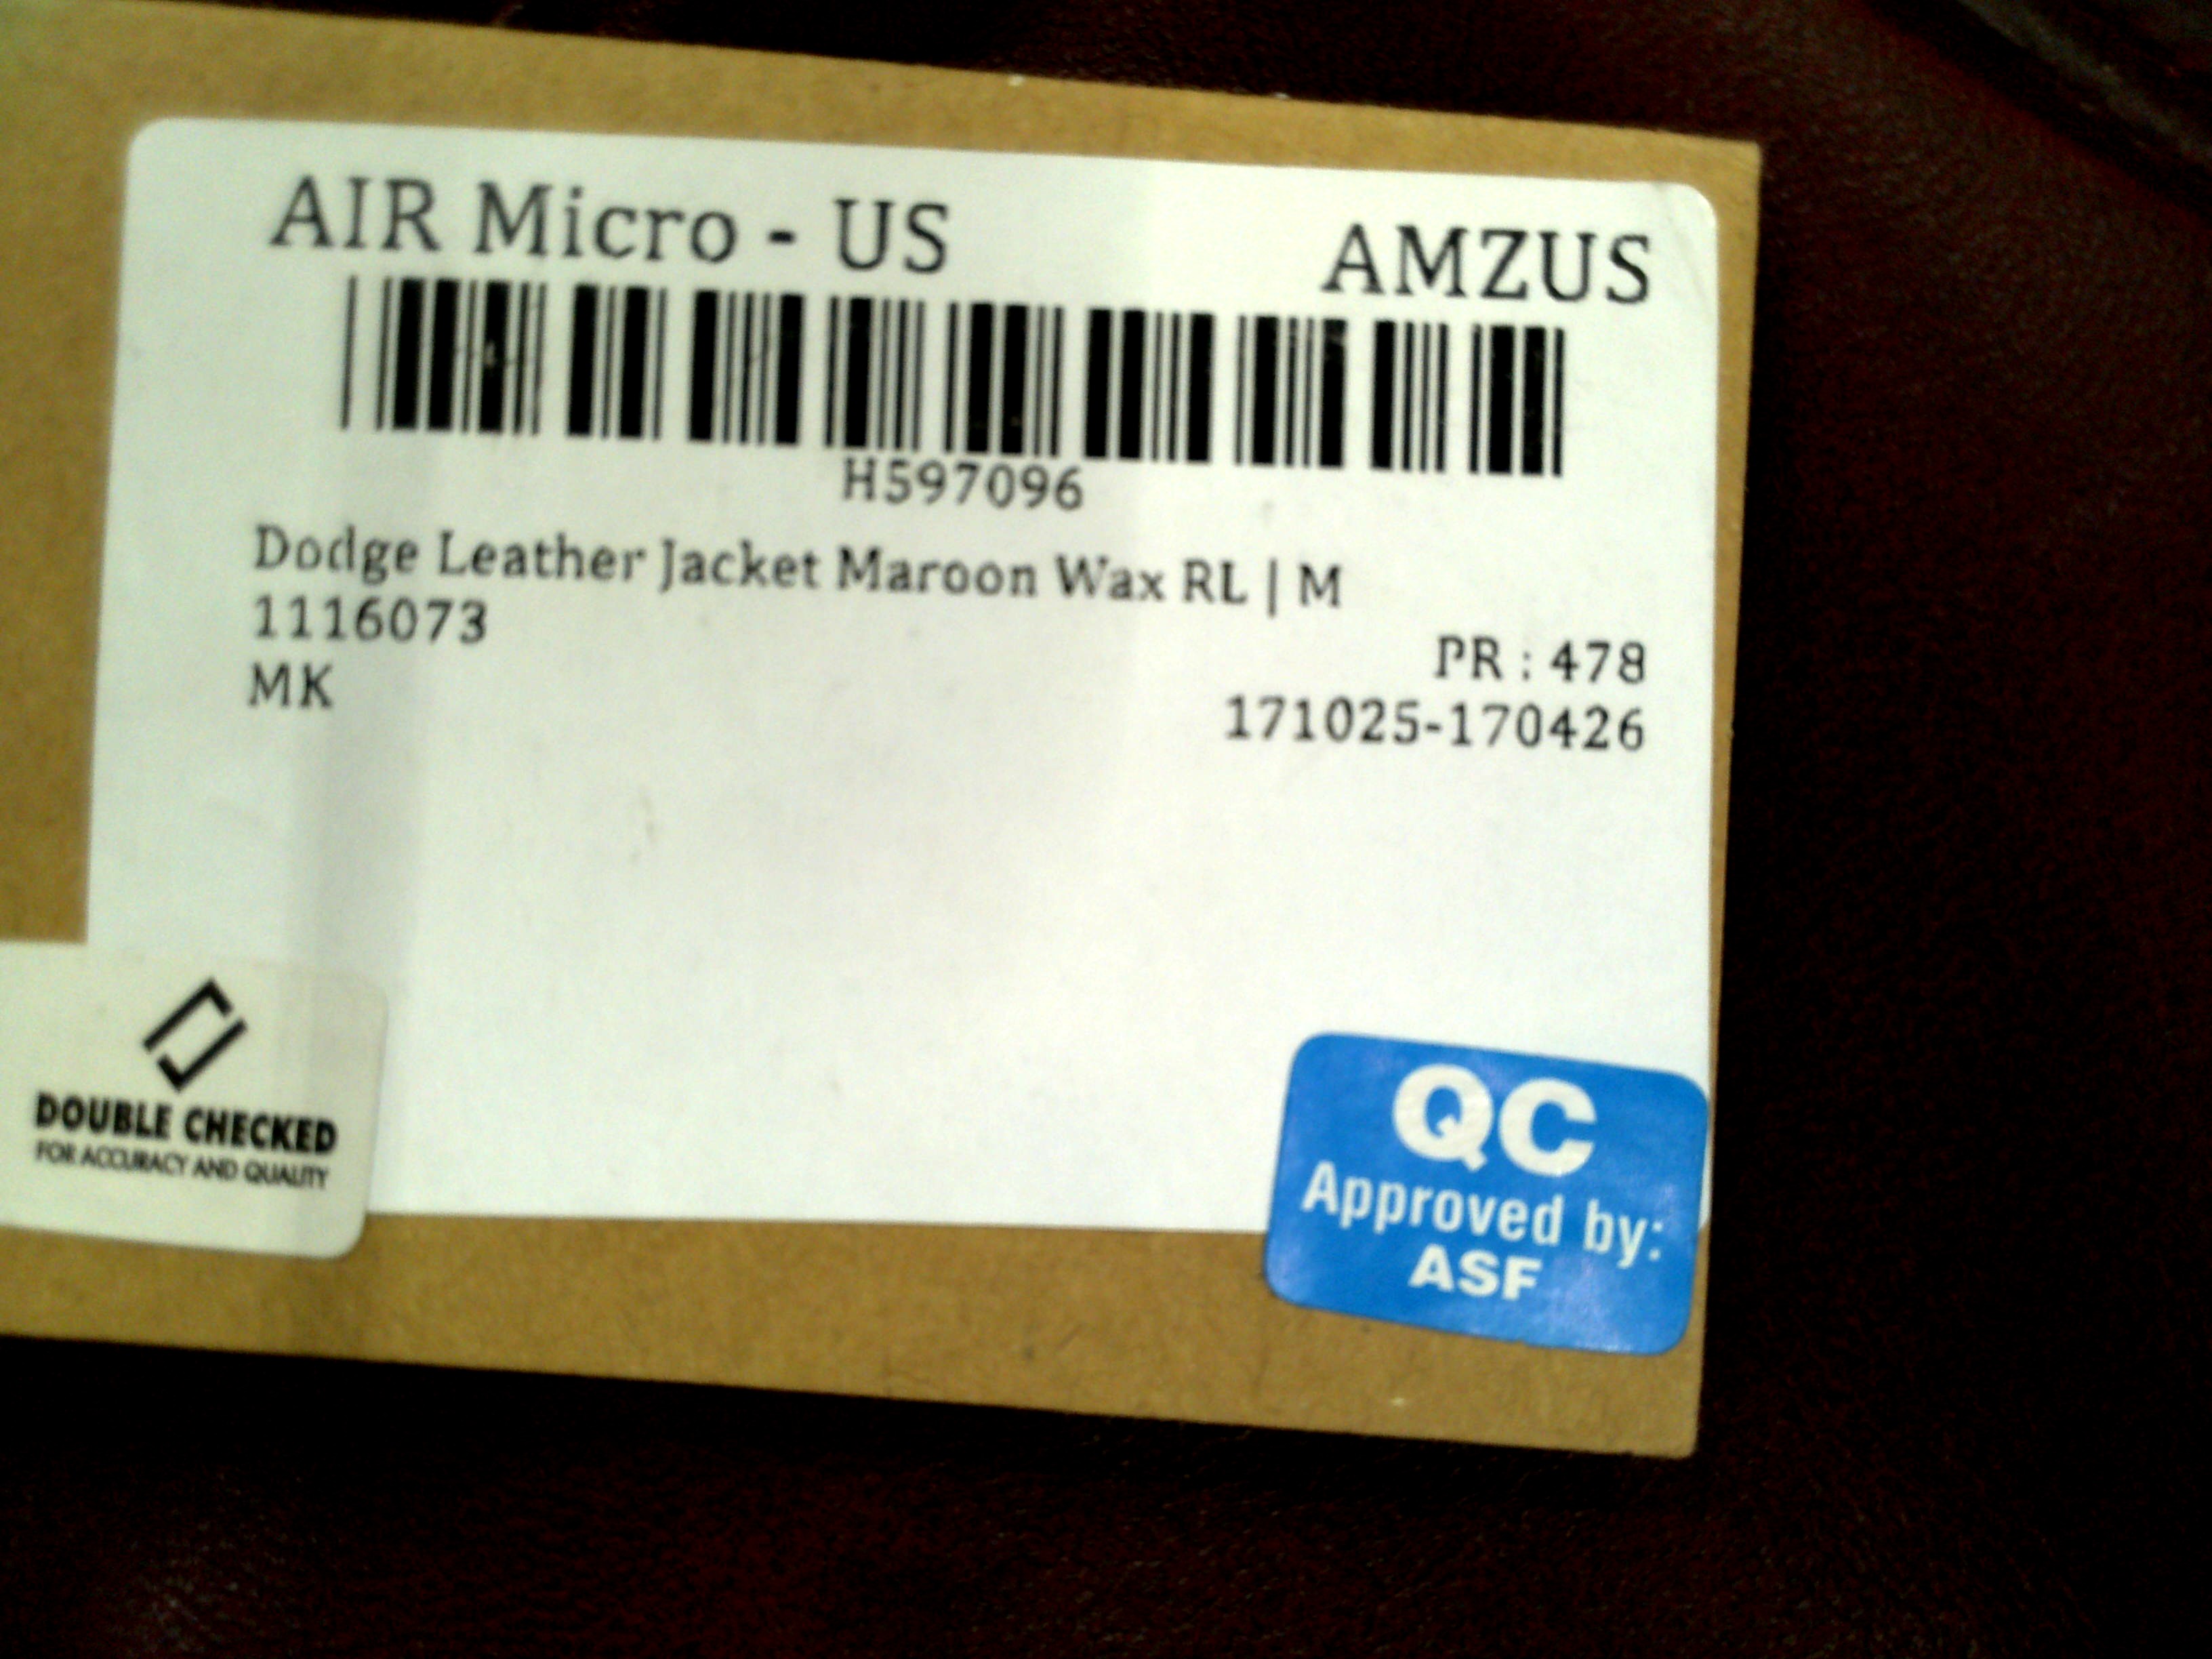 AIR Micro - US AMZUS
H597096
Dodge Leather Jacket Maroon Wax RL | M
1116073
PR : 478
MK
171025-170426
DOUBLE CHECKED
FOR ACCURACY AND QUALITY
QC
Approved by:
ASF